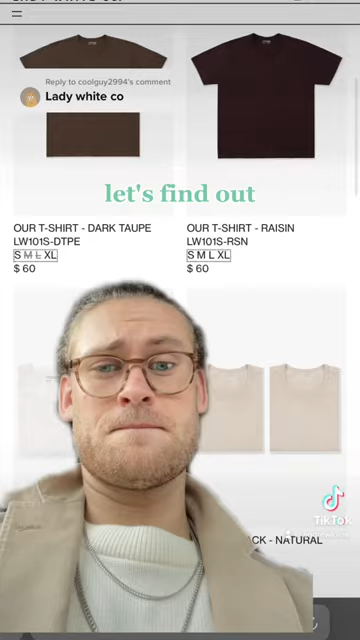 Reply to coolguy2994's comment
Lady white co
let's find out
OUR T-SHIRT - DARK TAUPE
LW101S-DTPE
S M L XL
$ 60
OUR T-SHIRT - RAISIN
LW101S-RSN
S M L XL
$ 60
CK - NATURAL
TikTok